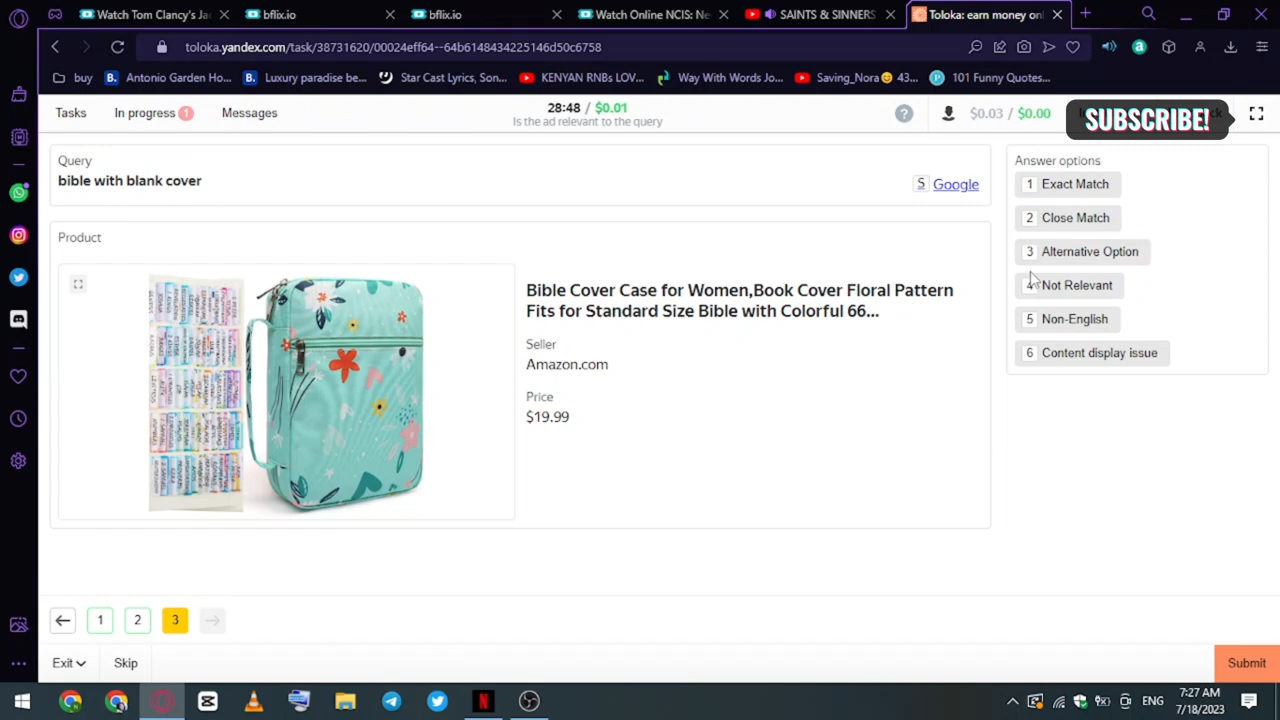 Watch Tom Clancy's Ja
bflix.io
bflix.io
Watch Online NCIS: Ne
SAINTS & SINNERS
Toloka: earn money onl
toloka.yandex.com/task/38731620/00024eff64--64b6148434225146d50c6758
buy
Antonio Garden Ho...
Luxury paradise be...
Star Cast Lyrics, Son...
KENYAN RNBs LOV...
Way With Words Jo...
Saving_Nora😊 43...
101 Funny Quotes...
Tasks
In progress 1
Messages
28:48 / $0.01
Is the ad relevant to the query
?
$0.03 / $0.00
SUBSCRIBE!
Query
bible with blank cover
S Google
Product
Bible Cover Case for Women,Book Cover Floral Pattern
Fits for Standard Size Bible with Colorful 66...
Seller
Amazon.com
Price
$19.99
Answer options
1 Exact Match
2 Close Match
3 Alternative Option
4 Not Relevant
5 Non-English
6 Content display issue
1
2
3
Exit
Skip
Submit
ENG
7:27 AM
7/18/2023